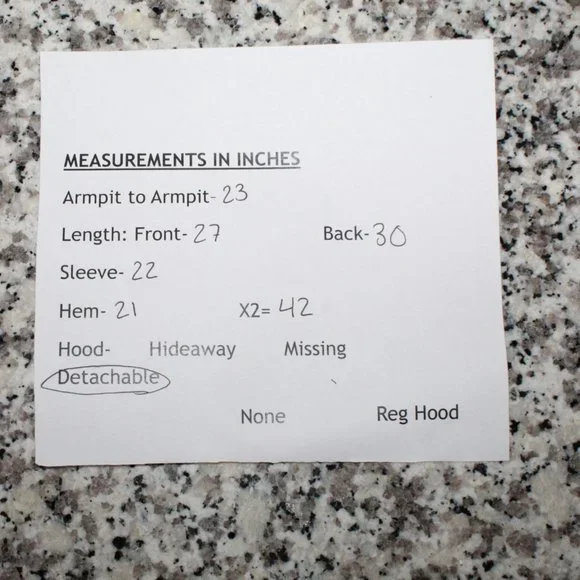 MEASUREMENTS IN INCHES
Armpit to Armpit- 23
Length: Front- 27 Back- 30
Sleeve- 22
Hem- 21 X2= 42
Hood- Hideaway Missing
Detachable
None Reg Hood